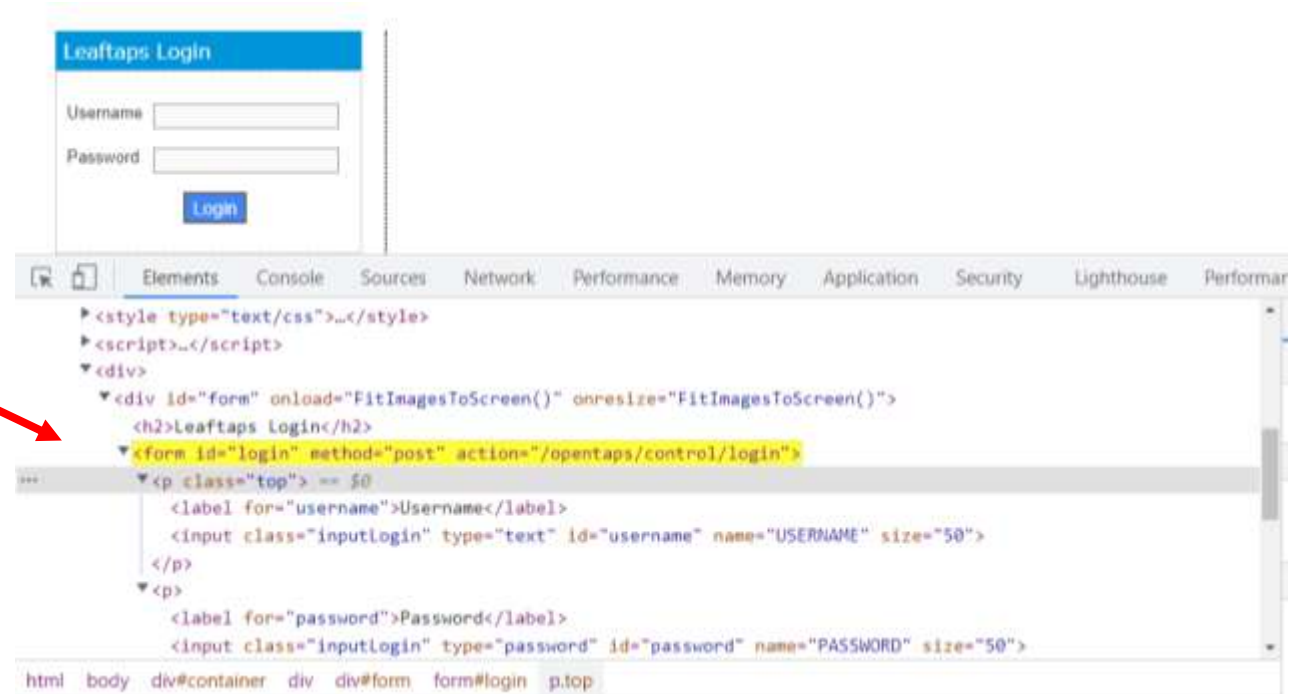 Leaftaps Login
Username
Password
Login
Elements Console Sources Network Performance Memory Application Security Lighthouse Performar
<style type="text/css">…</style>
<script>…</script>
<div>
<div id="form" onload="FitImagesToScreen()" onresize="FitImagesToScreen()">
<h2>Leaftaps Login</h2>
<form id="login" method="post" action="/opentaps/control/login">
... <p class="top"> == $0
<label for="username">Username</label>
<input class="inputLogin" type="text" id="username" name="USERNAME" size="50">
</p>
<p>
<label for="password">Password</label>
<input class="inputLogin" type="password" id="password" name="PASSWORD" size="50">
html body div#container div div#form form#login p.top